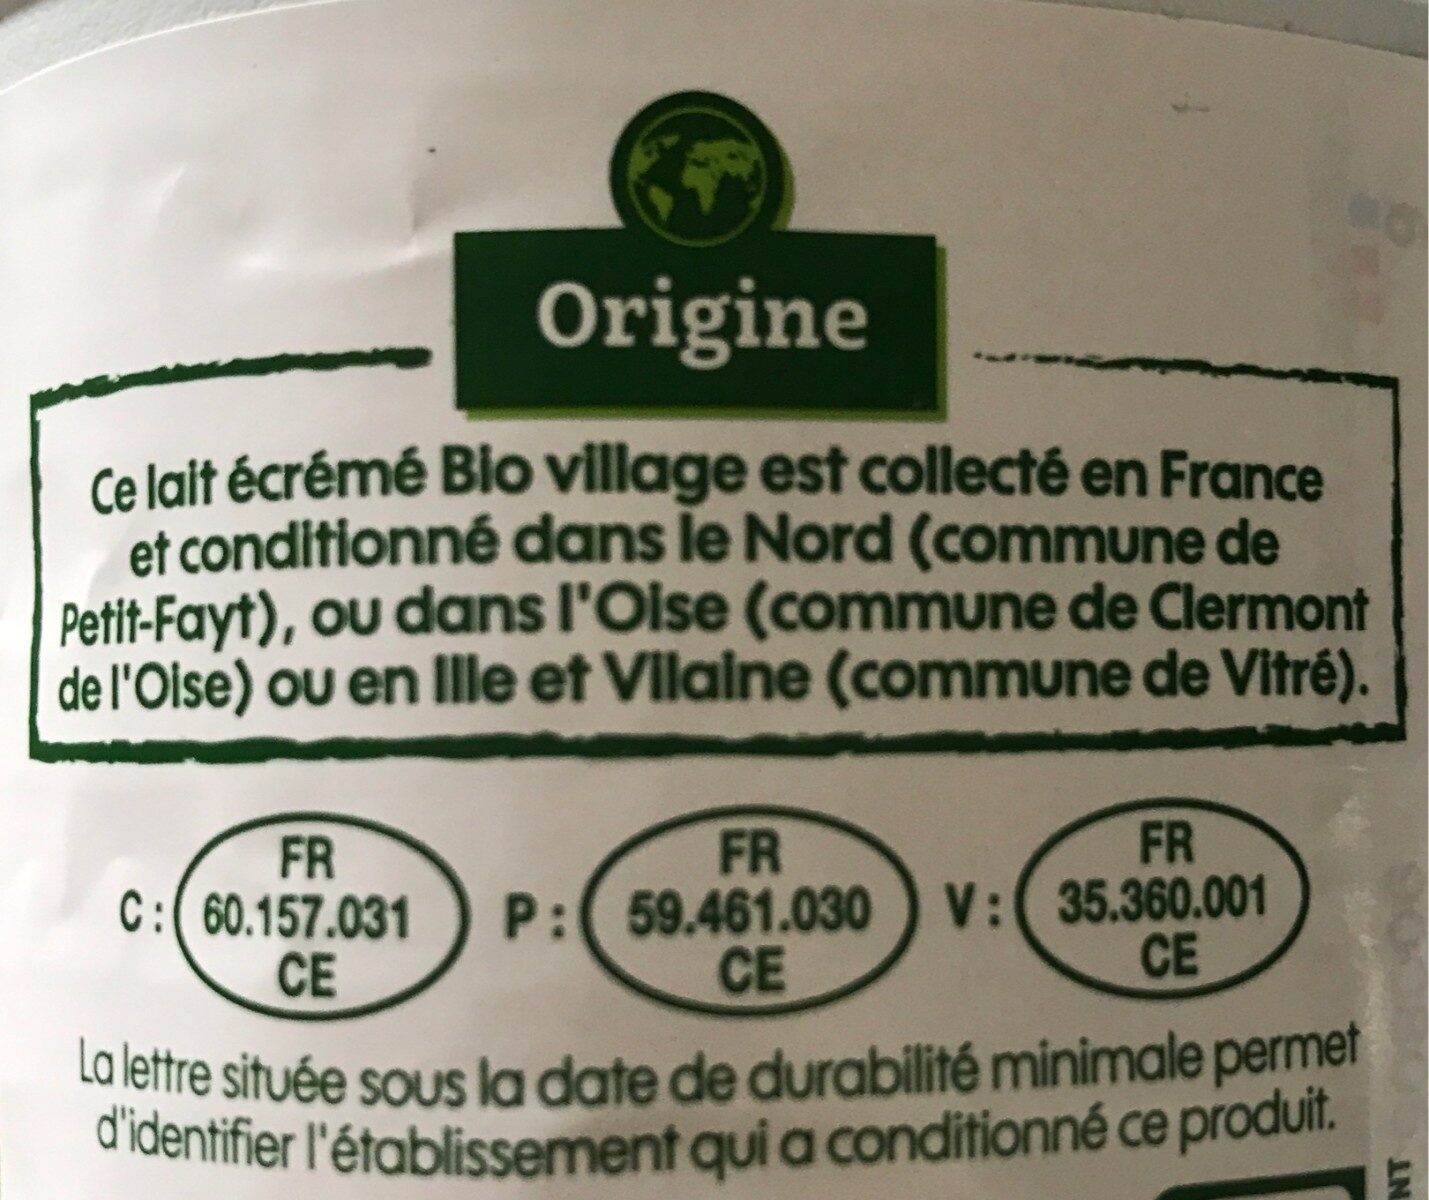 Origine
Ce lait écrémé Bio village est collecté en France
et conditionné dans le Nord (commune de
Petit-Fayt), ou dans l'Oise (commune de Clermont
de l'Oise) ou en Ille et Vilaine (commune de Vitré).
C : FR 60.157.031 CE
P : FR 59.461.030 CE
V : FR 35.360.001 CE
La lettre située sous la date de durabilité minimale permet
d'identifier l'établissement qui a conditionné ce produit.
NT